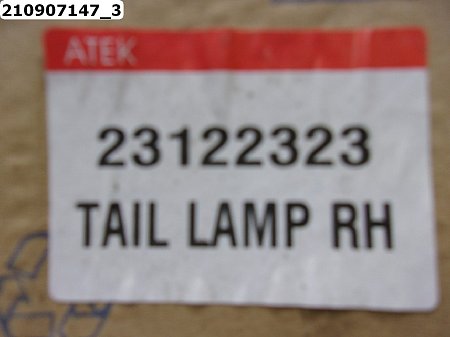 210907147_3
ATEK
23122323
TAIL LAMP RH